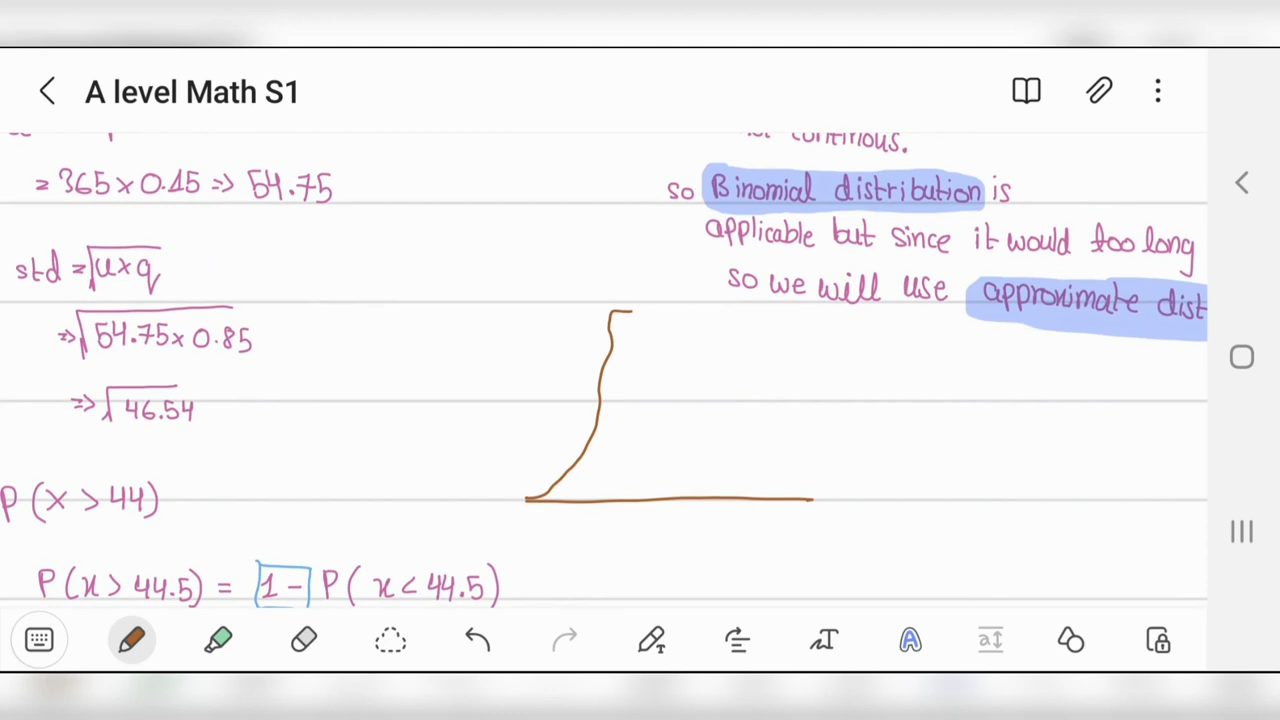 A level Math S1
continious.
= 365 x 0.15 => 54.75
so Binomial distribution is
applicable but since it would too long
so we will use approximate dist
std = √u x q
=> √54.75 x 0.85
=> √46.54
P (x > 44)
P (x > 44.5) = 1 - P ( x < 44.5)